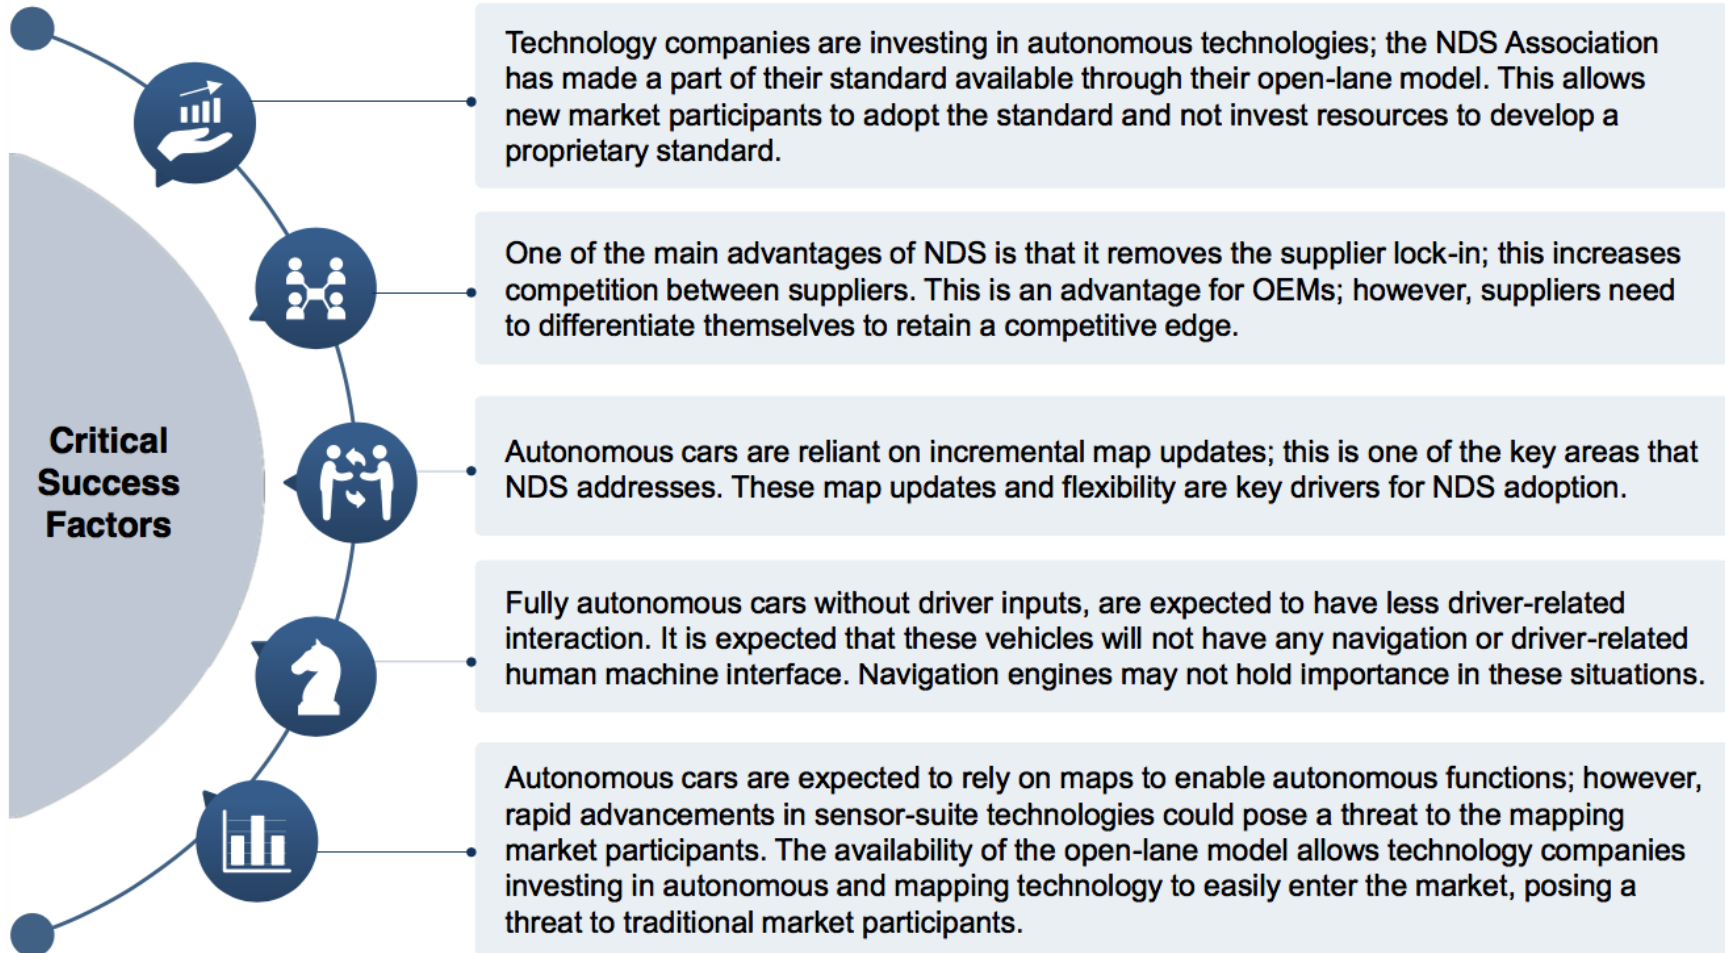 Technology companies are investing in autonomous technologies; the NDS Association
has made a part of their standard available through their open-lane model. This allows
new market participants to adopt the standard and not invest resources to develop a
proprietary standard.
One of the main advantages of NDS is that it removes the supplier lock-in; this increases
competition between suppliers. This is an advantage for OEMs; however, suppliers need
to differentiate themselves to retain a competitive edge.
Critical
Success
Factors
Autonomous cars are reliant on incremental map updates; this is one of the key areas that
NDS addresses. These map updates and flexibility are key drivers for NDS adoption.
Fully autonomous cars without driver inputs, are expected to have less driver-related
interaction. It is expected that these vehicles will not have any navigation or driver-related
human machine interface. Navigation engines may not hold importance in these situations.
Autonomous cars are expected to rely on maps to enable autonomous functions; however,
rapid advancements in sensor-suite technologies could pose a threat to the mapping
market participants. The availability of the open-lane model allows technology companies
investing in autonomous and mapping technology to easily enter the market, posing a
threat to traditional market participants.